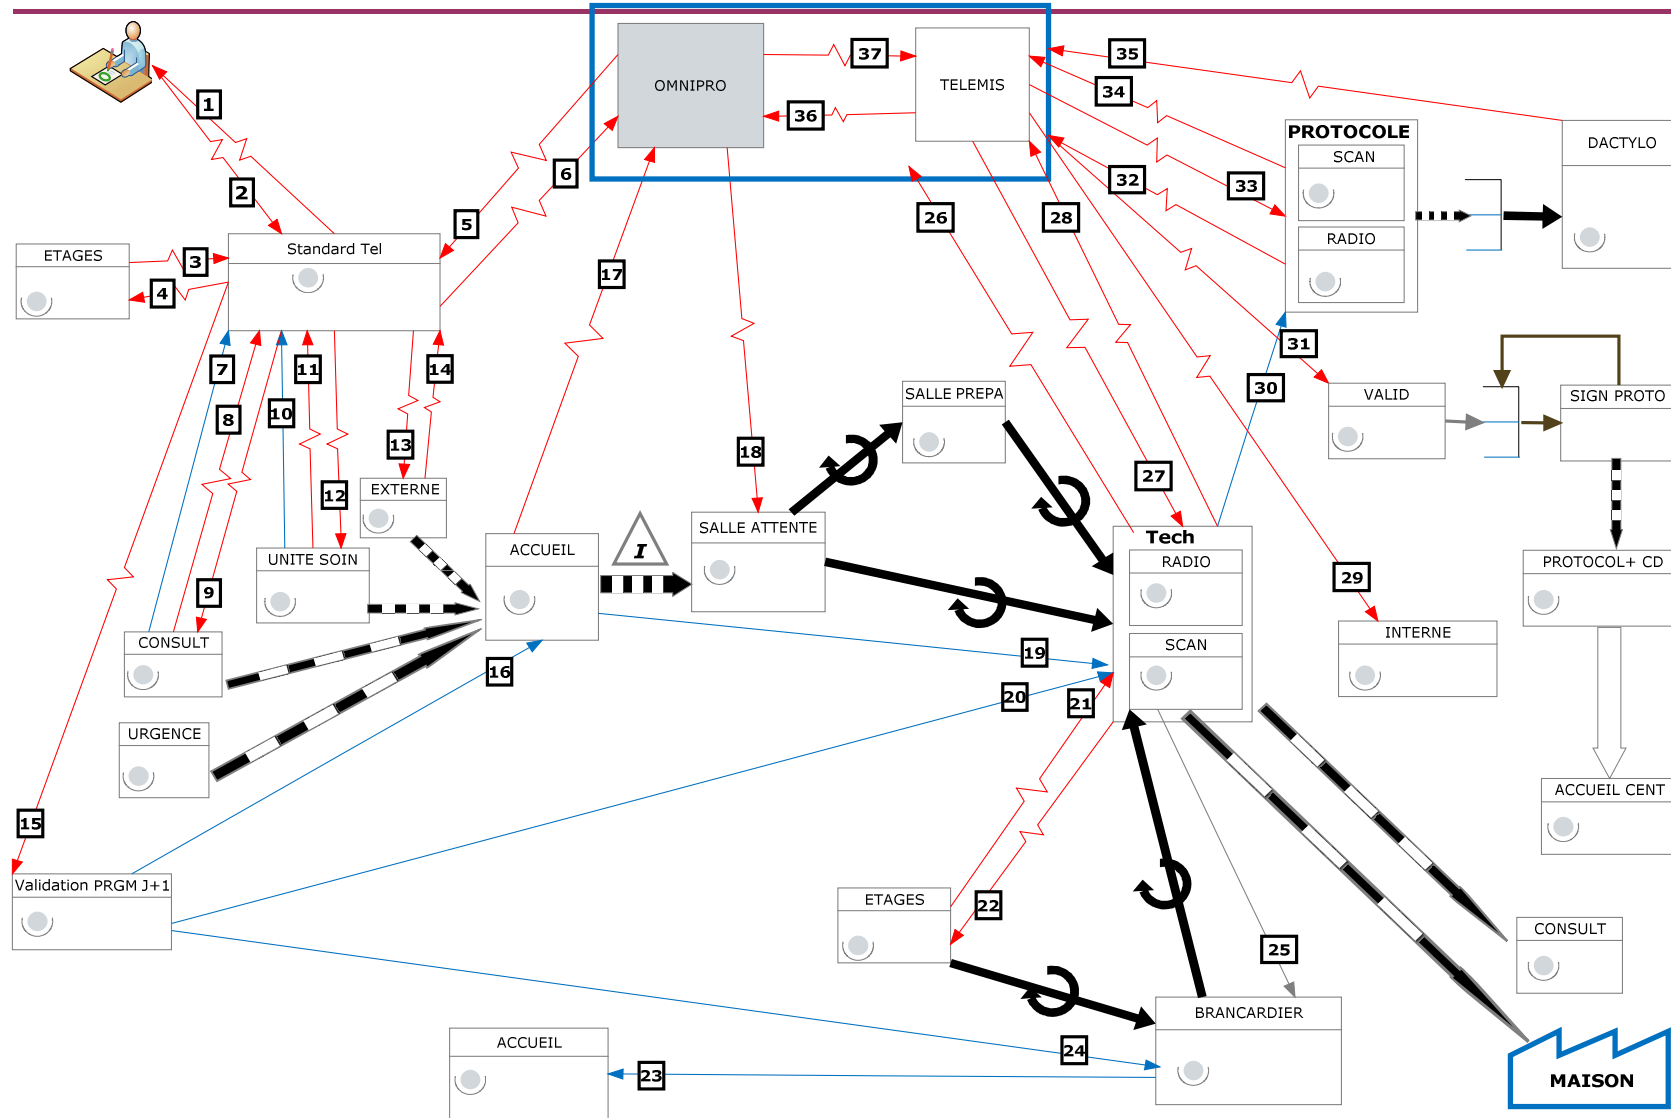 OMNIPRO
37
TELEMIS
35
34
1
36
PROTOCOLE
SCAN
DACTYLO
6
2
32
33
5
26
28
RADIO
Standard Tel
ETAGES
3
4
17
31
7
11
14
30
8
10
SALLE PREPA
VALID
SIGN PROTO
13
18
27
EXTERNE
12
SALLE ATTENTE
Tech
ACCUEIL
I
UNITE SOIN
RADIO
PROTOCOL+ CD
29
9
CONSULT
INTERNE
SCAN
19
16
20
21
URGENCE
ACCUEIL CENT
15
Validation PRGM J+1
ETAGES
22
CONSULT
25
BRANCARDIER
ACCUEIL
24
23
MAISON